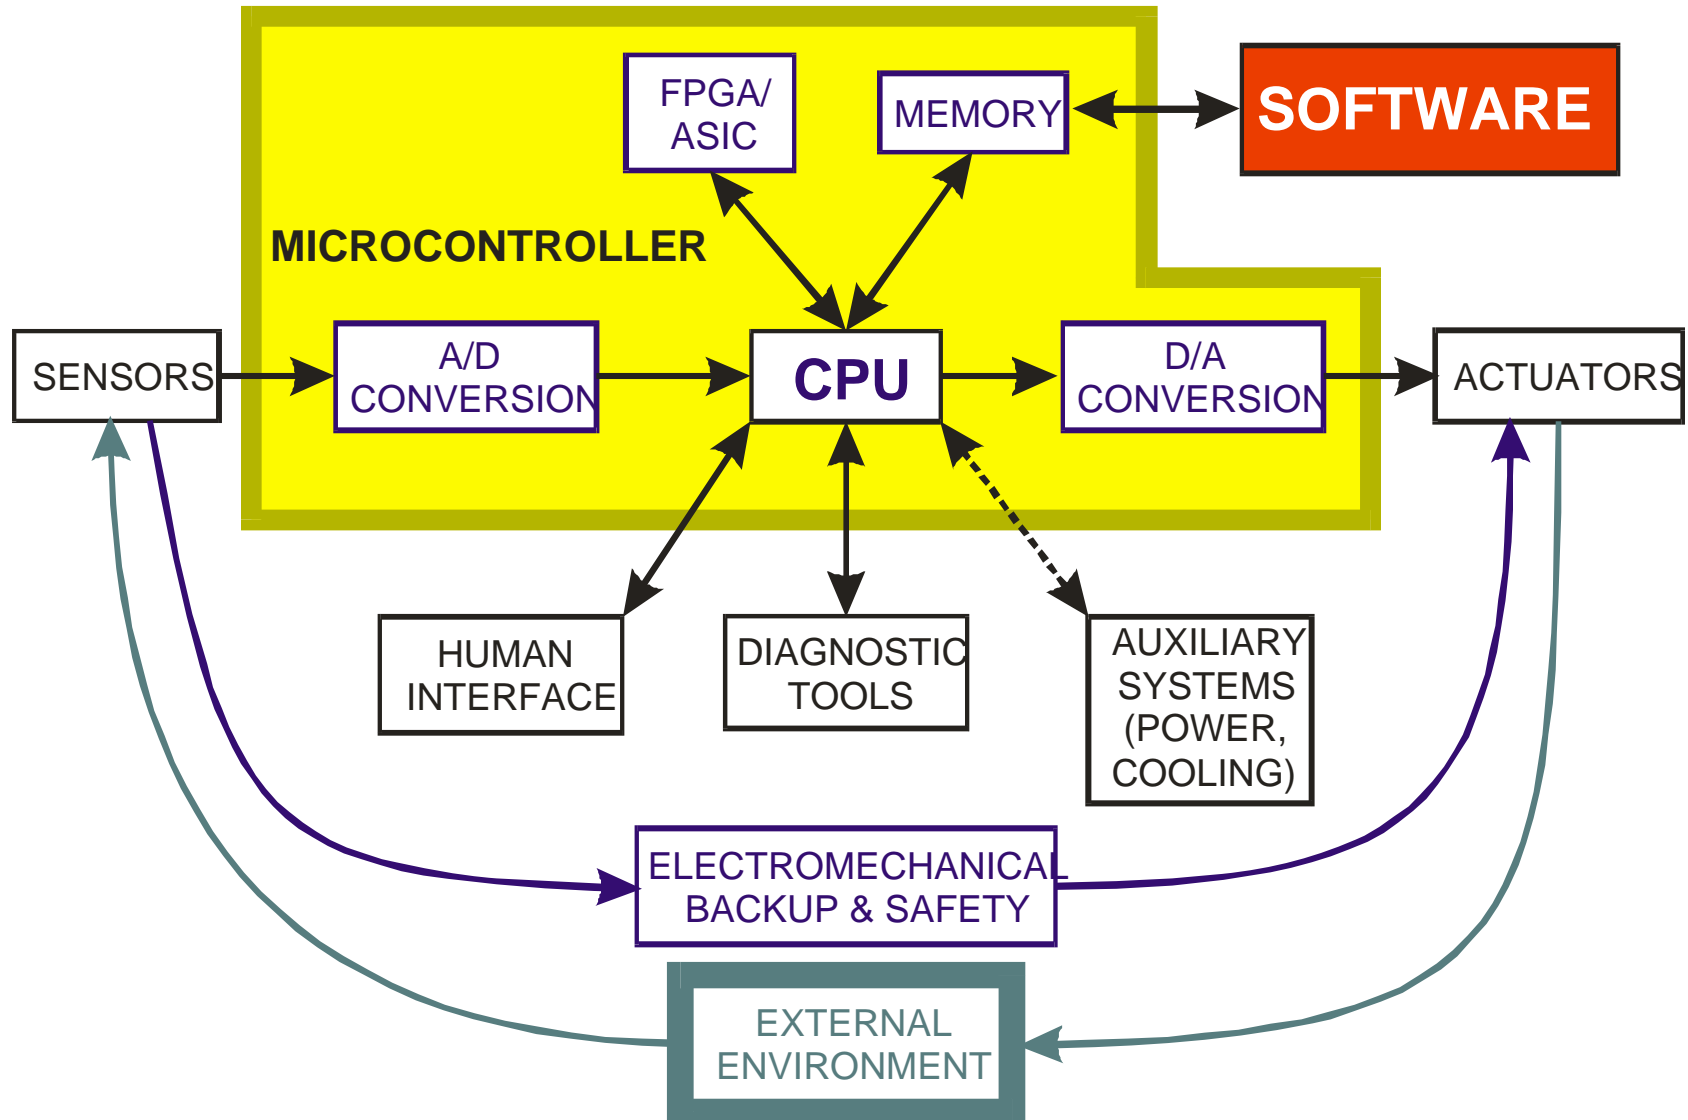 FPGA/
ASIC
MEMORY
SOFTWARE
MICROCONTROLLER
SENSORS
A/D
CONVERSION
CPU
D/A
CONVERSION
ACTUATORS
HUMAN
INTERFACE
DIAGNOSTIC
TOOLS
AUXILIARY
SYSTEMS
(POWER,
COOLING)
ELECTROMECHANICAL
BACKUP & SAFETY
EXTERNAL
ENVIRONMENT